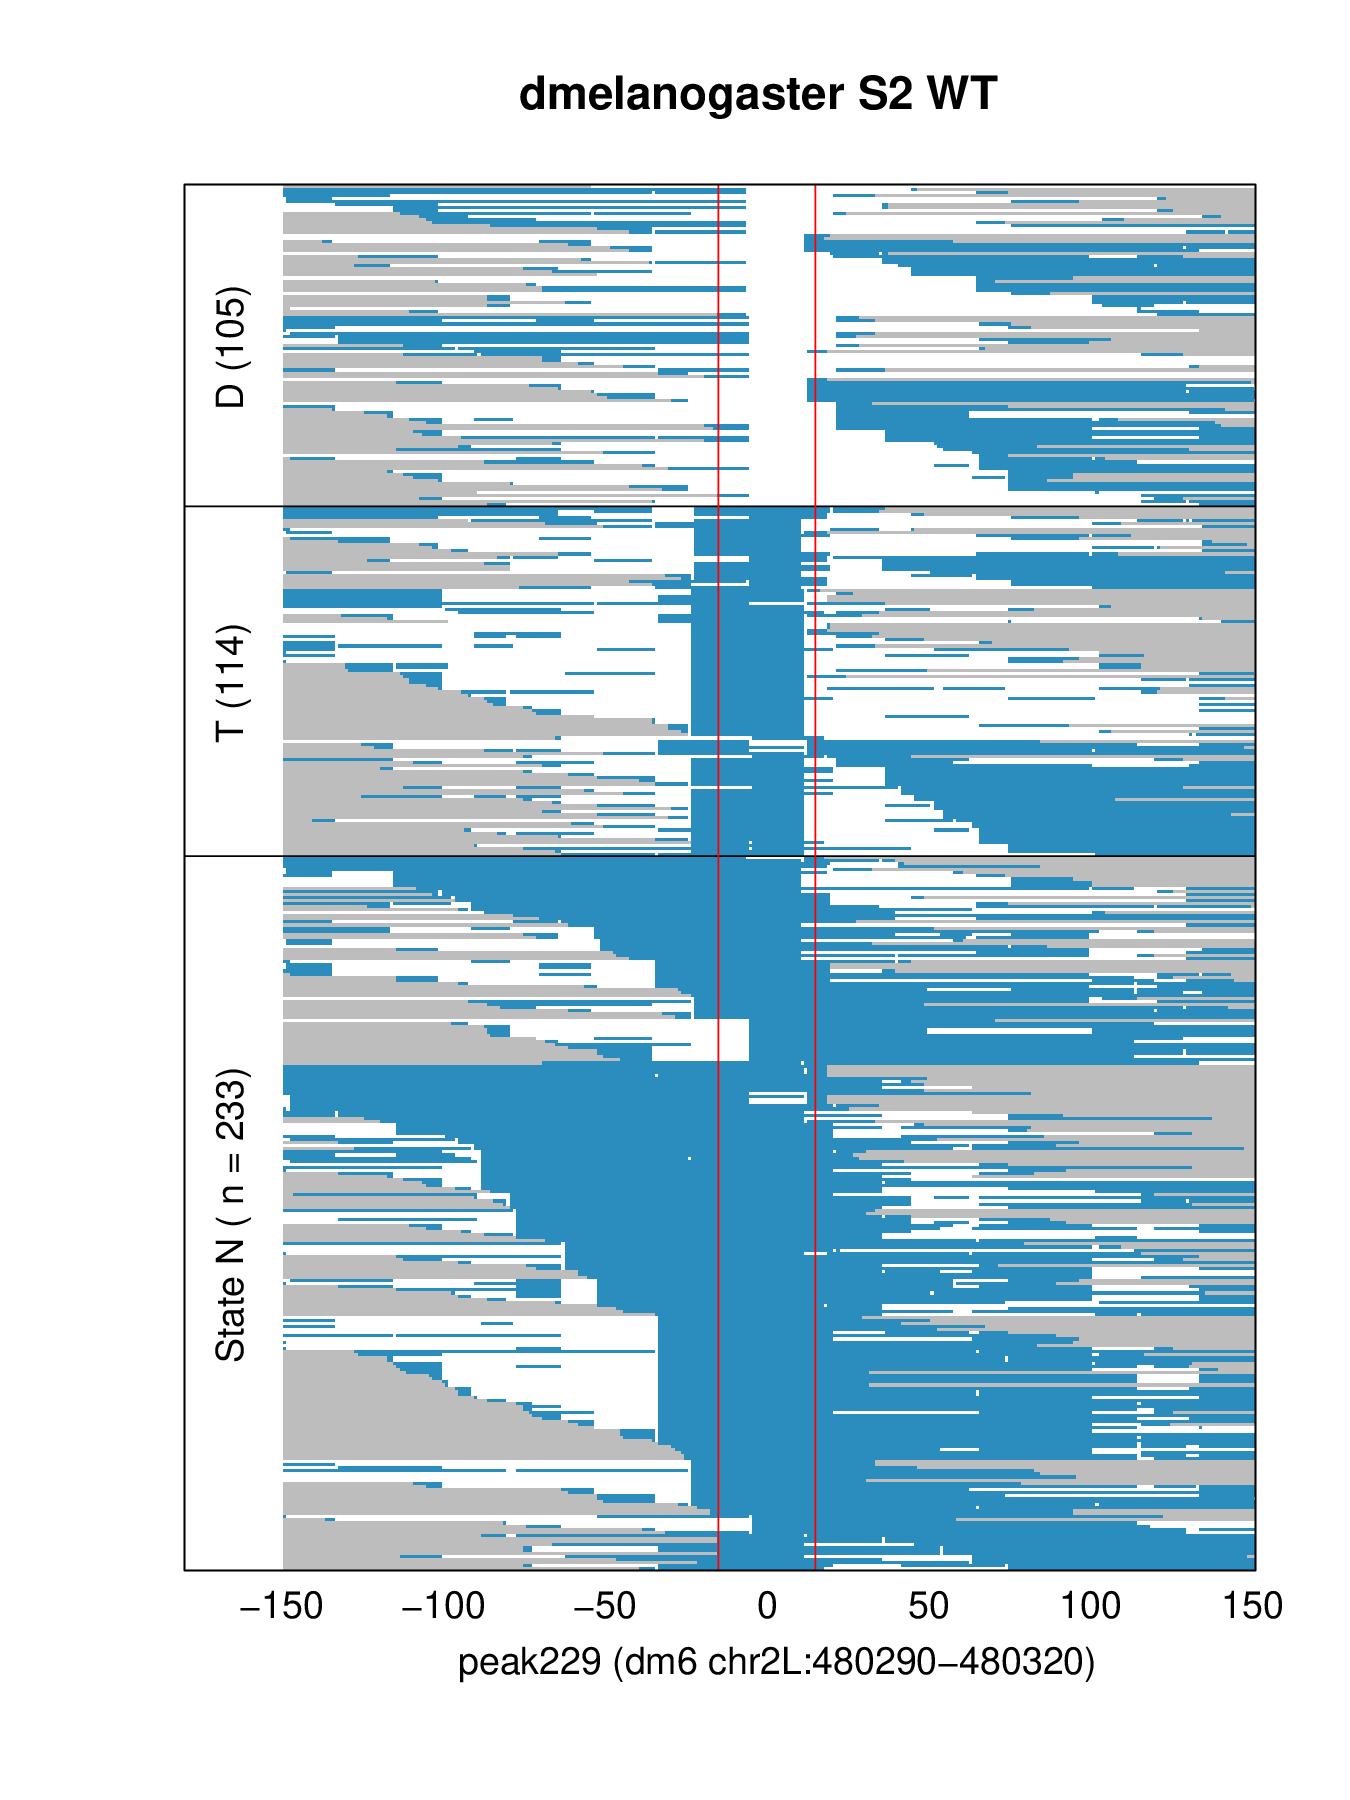 dmelanogaster S2 WT
D (105)
T (114)
State N ( n = 233)
−150 −100 −50 0 50 100 150
peak229 (dm6 chr2L:480290−480320)